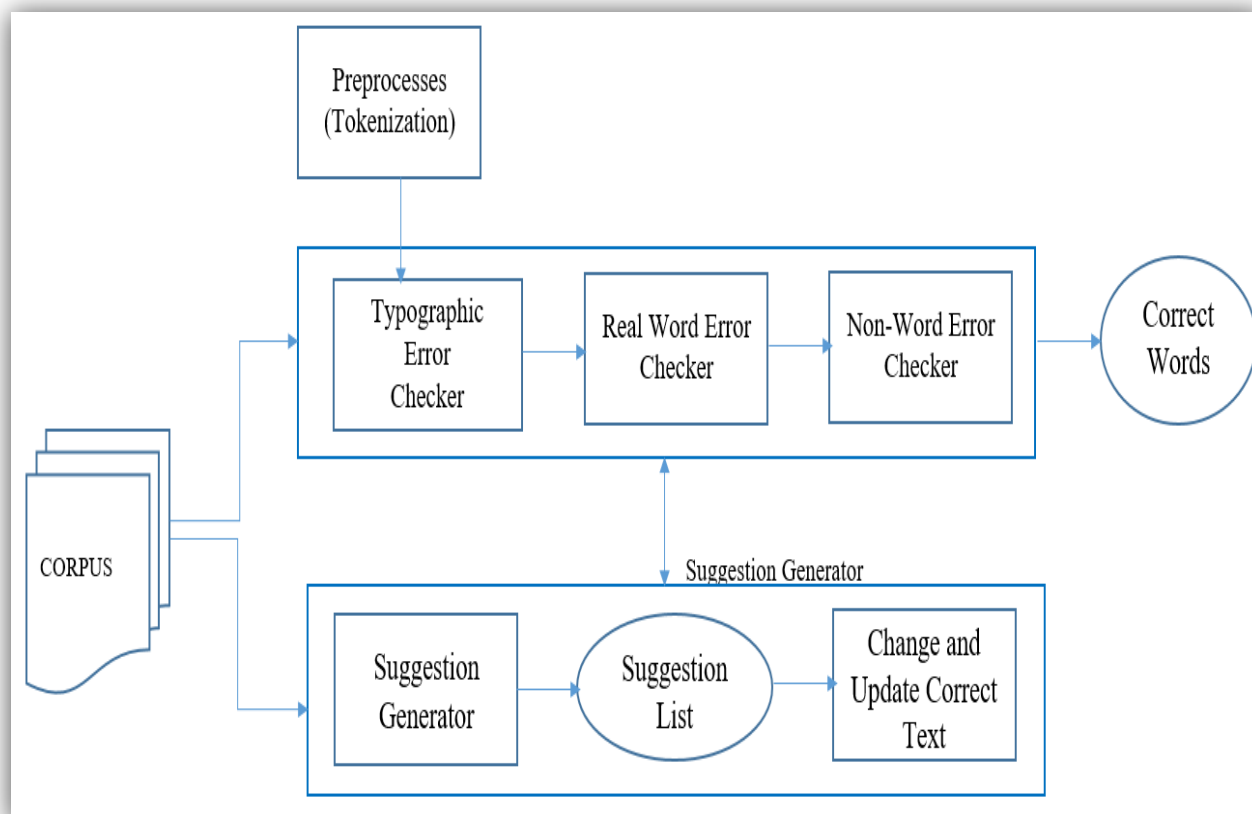 Preprocesses
(Tokenization)
Typographic
Error
Checker
Real Word Error
Checker
Non-Word Error
Checker
Correct
Words
CORPUS
Suggestion Generator
Suggestion
Generator
Suggestion
List
Change and
Update Correct
Text